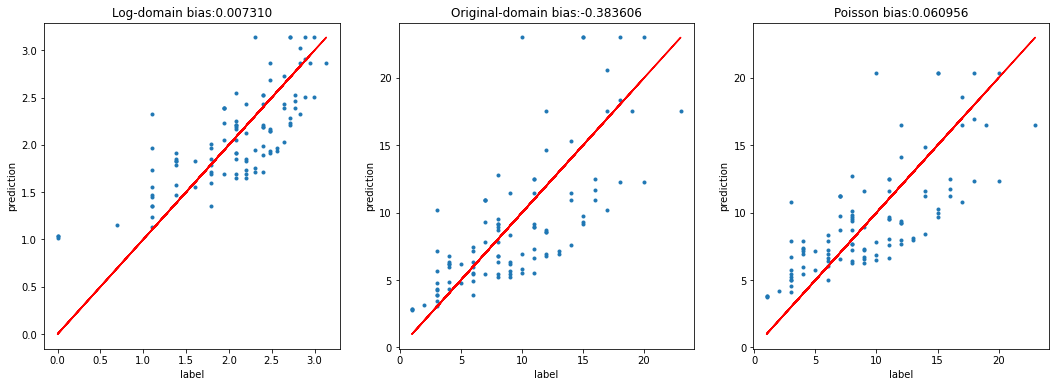 Log-domain bias:0.007310
3.0
2.5
2.0
1.5
1.0
0.5
0.0
prediction
0.0 0.5 1.0 1.5 2.0 2.5 3.0
label
Original-domain bias:-0.383606
20
15
10
5
0
prediction
0 5 10 15 20
label
Poisson bias:0.060956
20
15
10
5
0
prediction
0 5 10 15 20
label